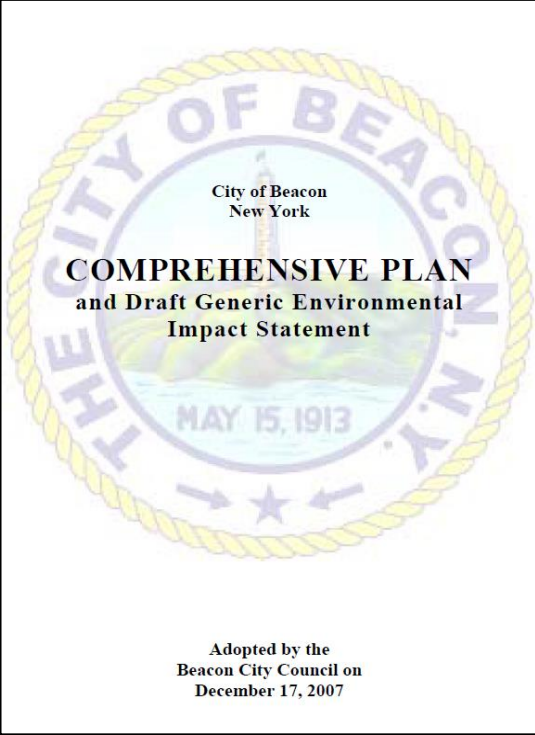 THE CITY OF BEACON, N.Y.
City of Beacon
New York
COMPREHENSIVE PLAN
and Draft Generic Environmental
Impact Statement
MAY 15, 1913
Adopted by the
Beacon City Council on
December 17, 2007